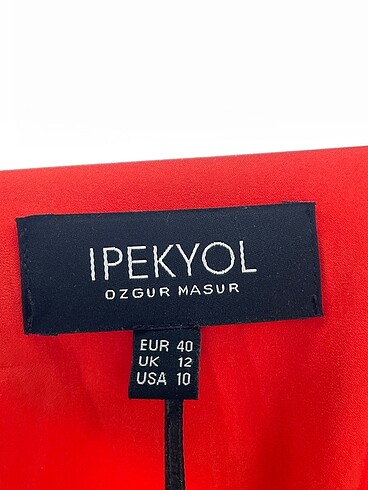 IPEKYOL
OZGUR MASUR
EUR 40
UK 12
USA 10